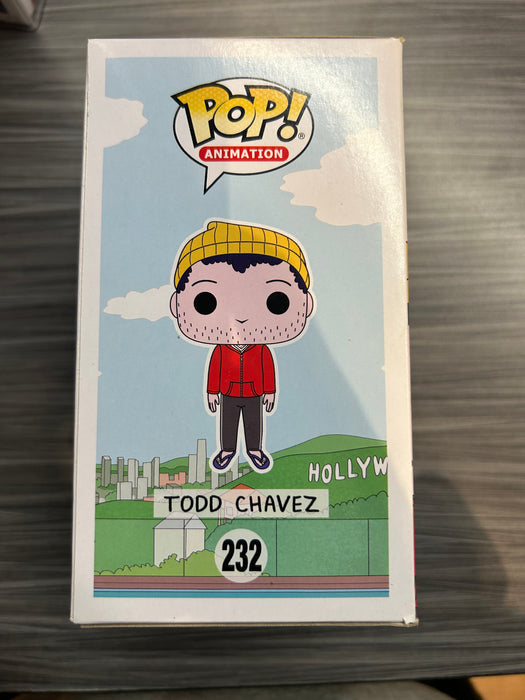 POP!
ANIMATION
HOLLYW
TODD CHAVEZ
232